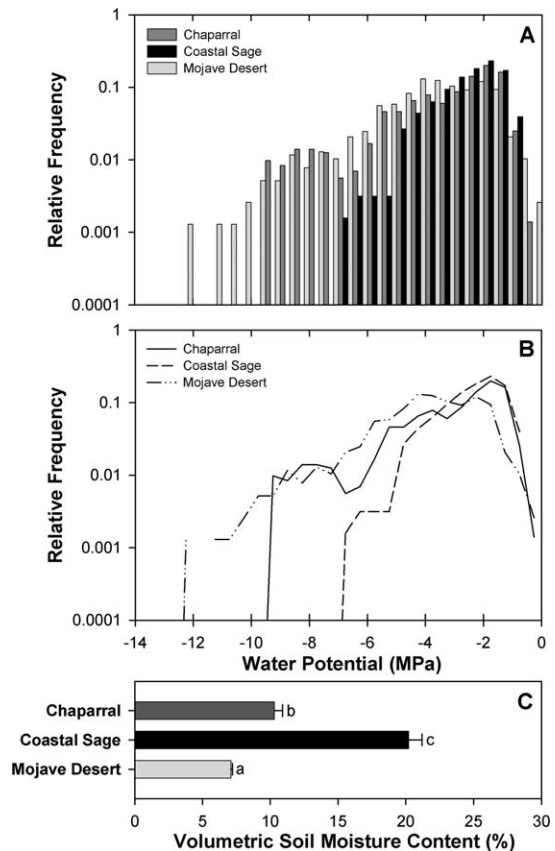 A
Chaparral
Coastal Sage
Mojave Desert
Relative Frequency
1
0.1
0.01
0.001
0.0001
B
Chaparral
Coastal Sage
Mojave Desert
Relative Frequency
1
0.1
0.01
0.001
0.0001
-14 -12 -10 -8 -6 -4 -2 0
Water Potential (MPa)
C
Chaparral b
Coastal Sage c
Mojave Desert a
0 5 10 15 20 25 30
Volumetric Soil Moisture Content (%)